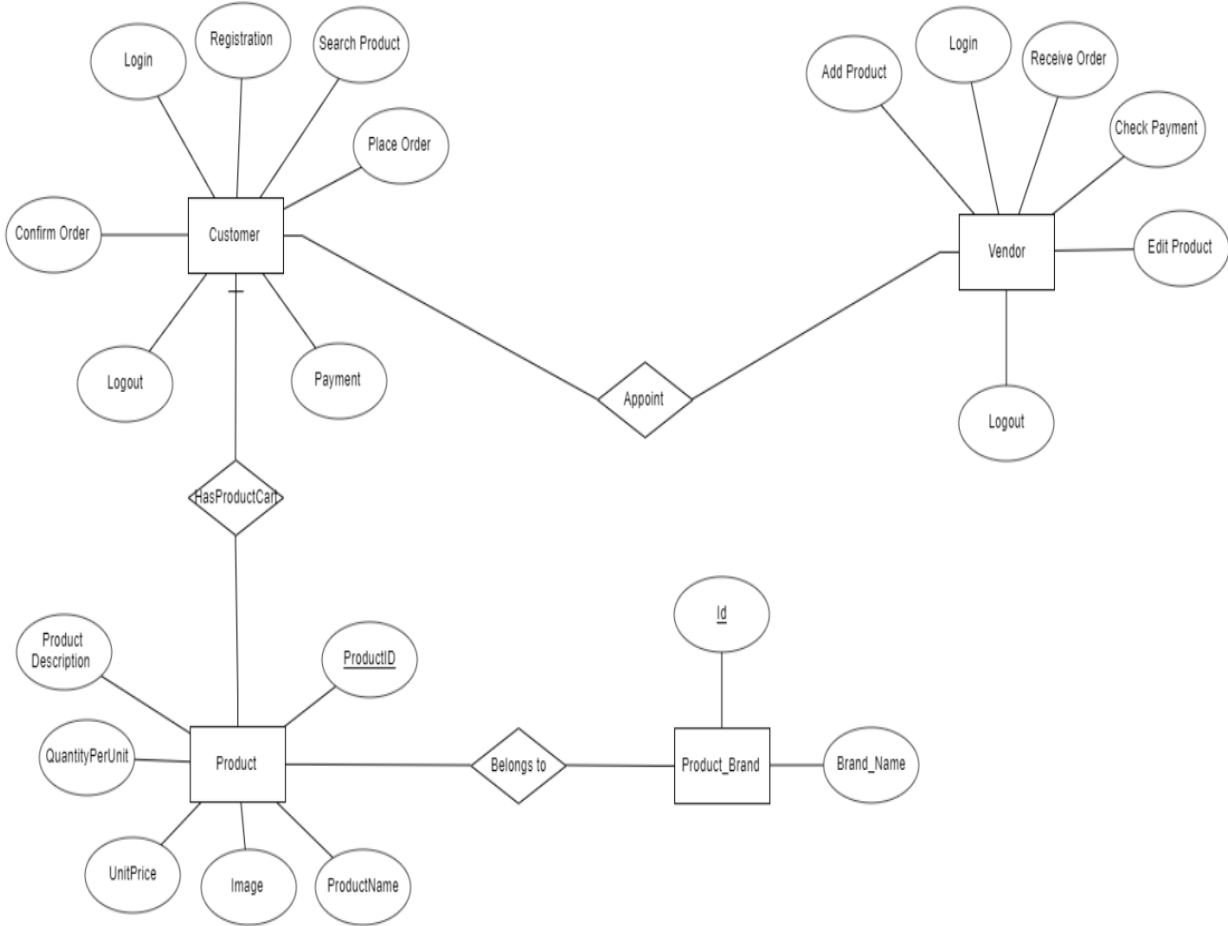 Registration
Search Product
Login
Place Order
Confirm Order
Customer
Logout
Payment
Login
Receive Order
Add Product
Check Payment
Vendor
Edit Product
Logout
Appoint
HasProductCart
Id
Product
Description
ProductID
QuantityPerUnit
Product
Belongs to
Product_Brand
Brand_Name
UnitPrice
Image
ProductName